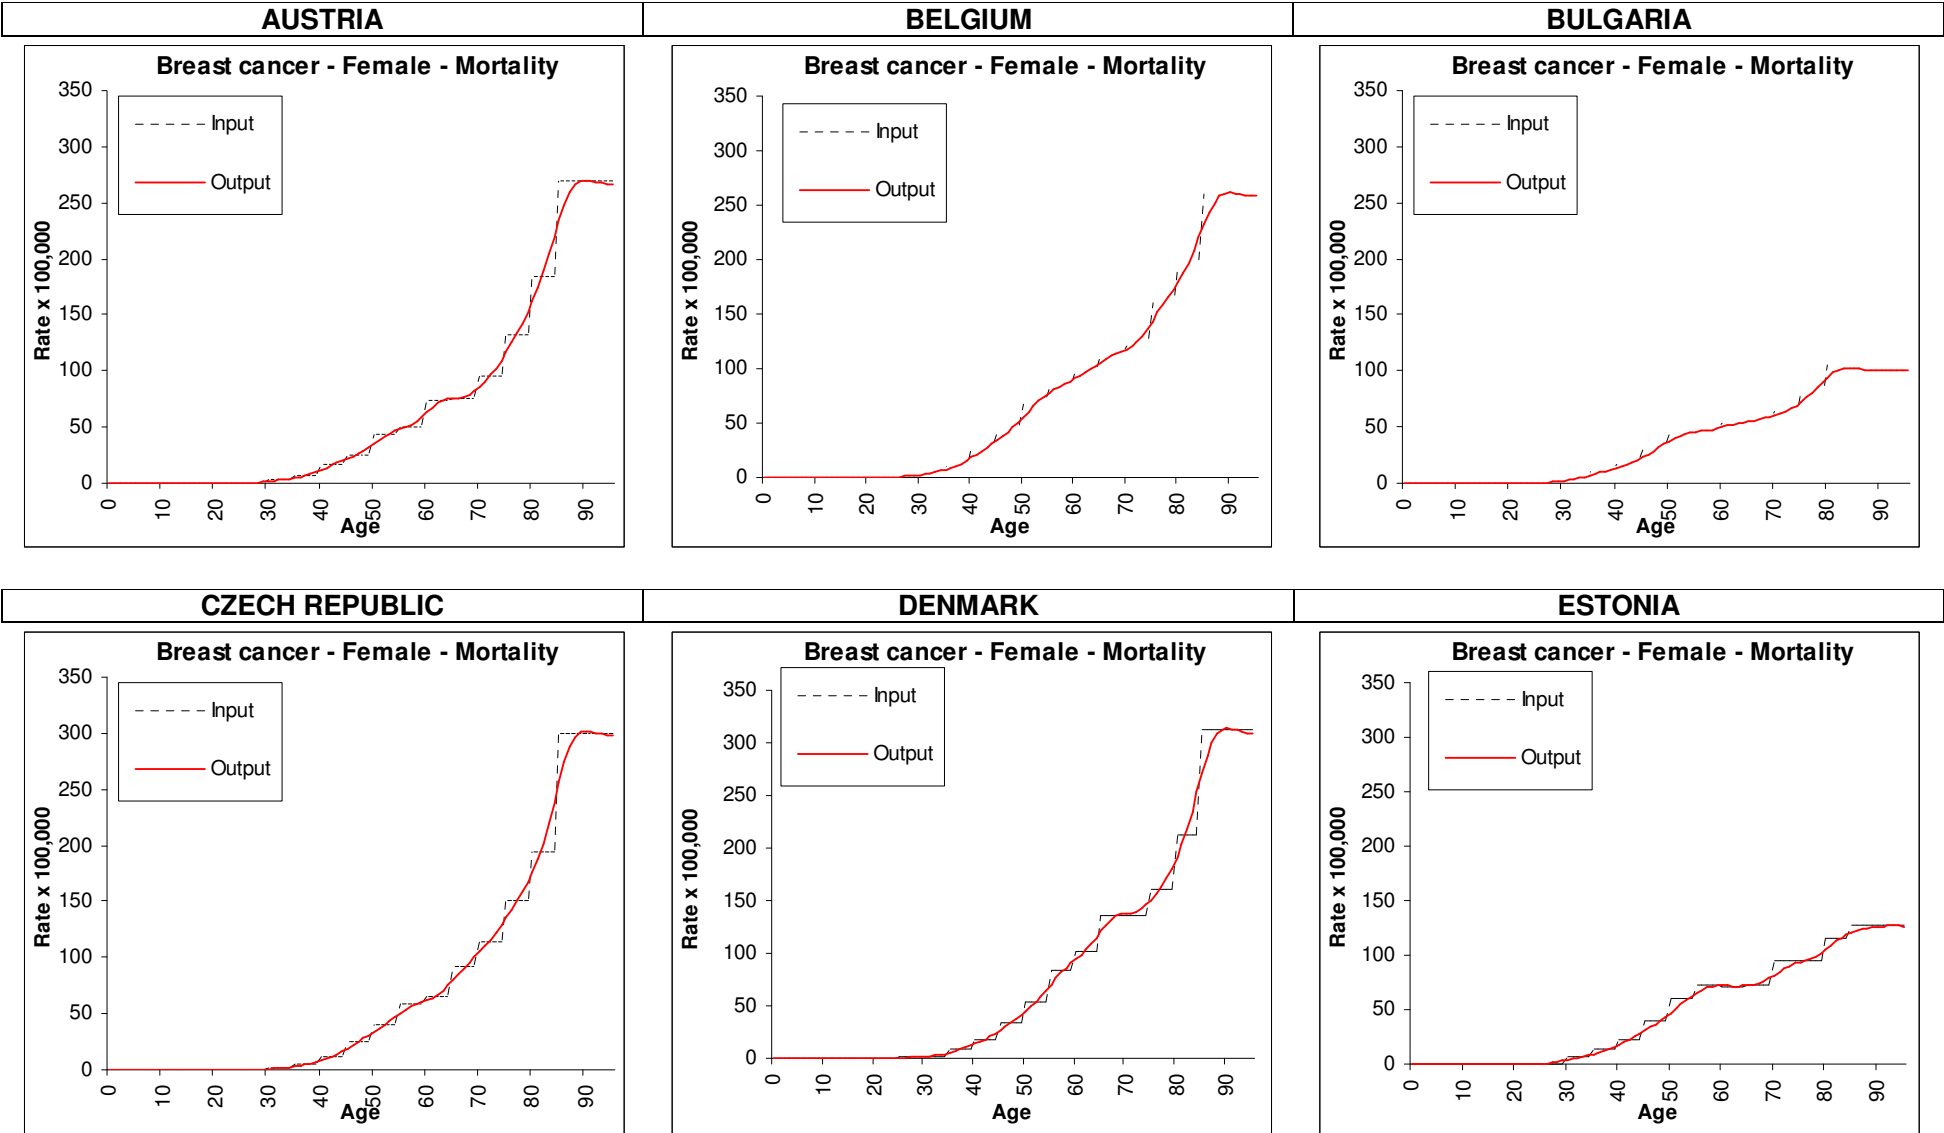 AUSTRIA
BELGIUM
BULGARIA
Breast cancer - Female - Mortality
350
300
250
200
150
100
50
0
Rate x 100,000
Input
Output
0 10 20 30 40 50 60 70 80 90
Age
Breast cancer - Female - Mortality
350
300
250
200
150
100
50
0
Rate x 100,000
Input
Output
0 10 20 30 40 50 60 70 80 90
Age
Breast cancer - Female - Mortality
350
300
250
200
150
100
50
0
Rate x 100,000
Input
Output
0 10 20 30 40 50 60 70 80 90
Age
CZECH REPUBLIC
DENMARK
ESTONIA
Breast cancer - Female - Mortality
350
300
250
200
150
100
50
0
Rate x 100,000
Input
Output
0 10 20 30 40 50 60 70 80 90
Age
Breast cancer - Female - Mortality
350
300
250
200
150
100
50
0
Rate x 100,000
Input
Output
0 10 20 30 40 50 60 70 80 90
Age
Breast cancer - Female - Mortality
350
300
250
200
150
100
50
0
Rate x 100,000
Input
Output
0 10 20 30 40 50 60 70 80 90
Age